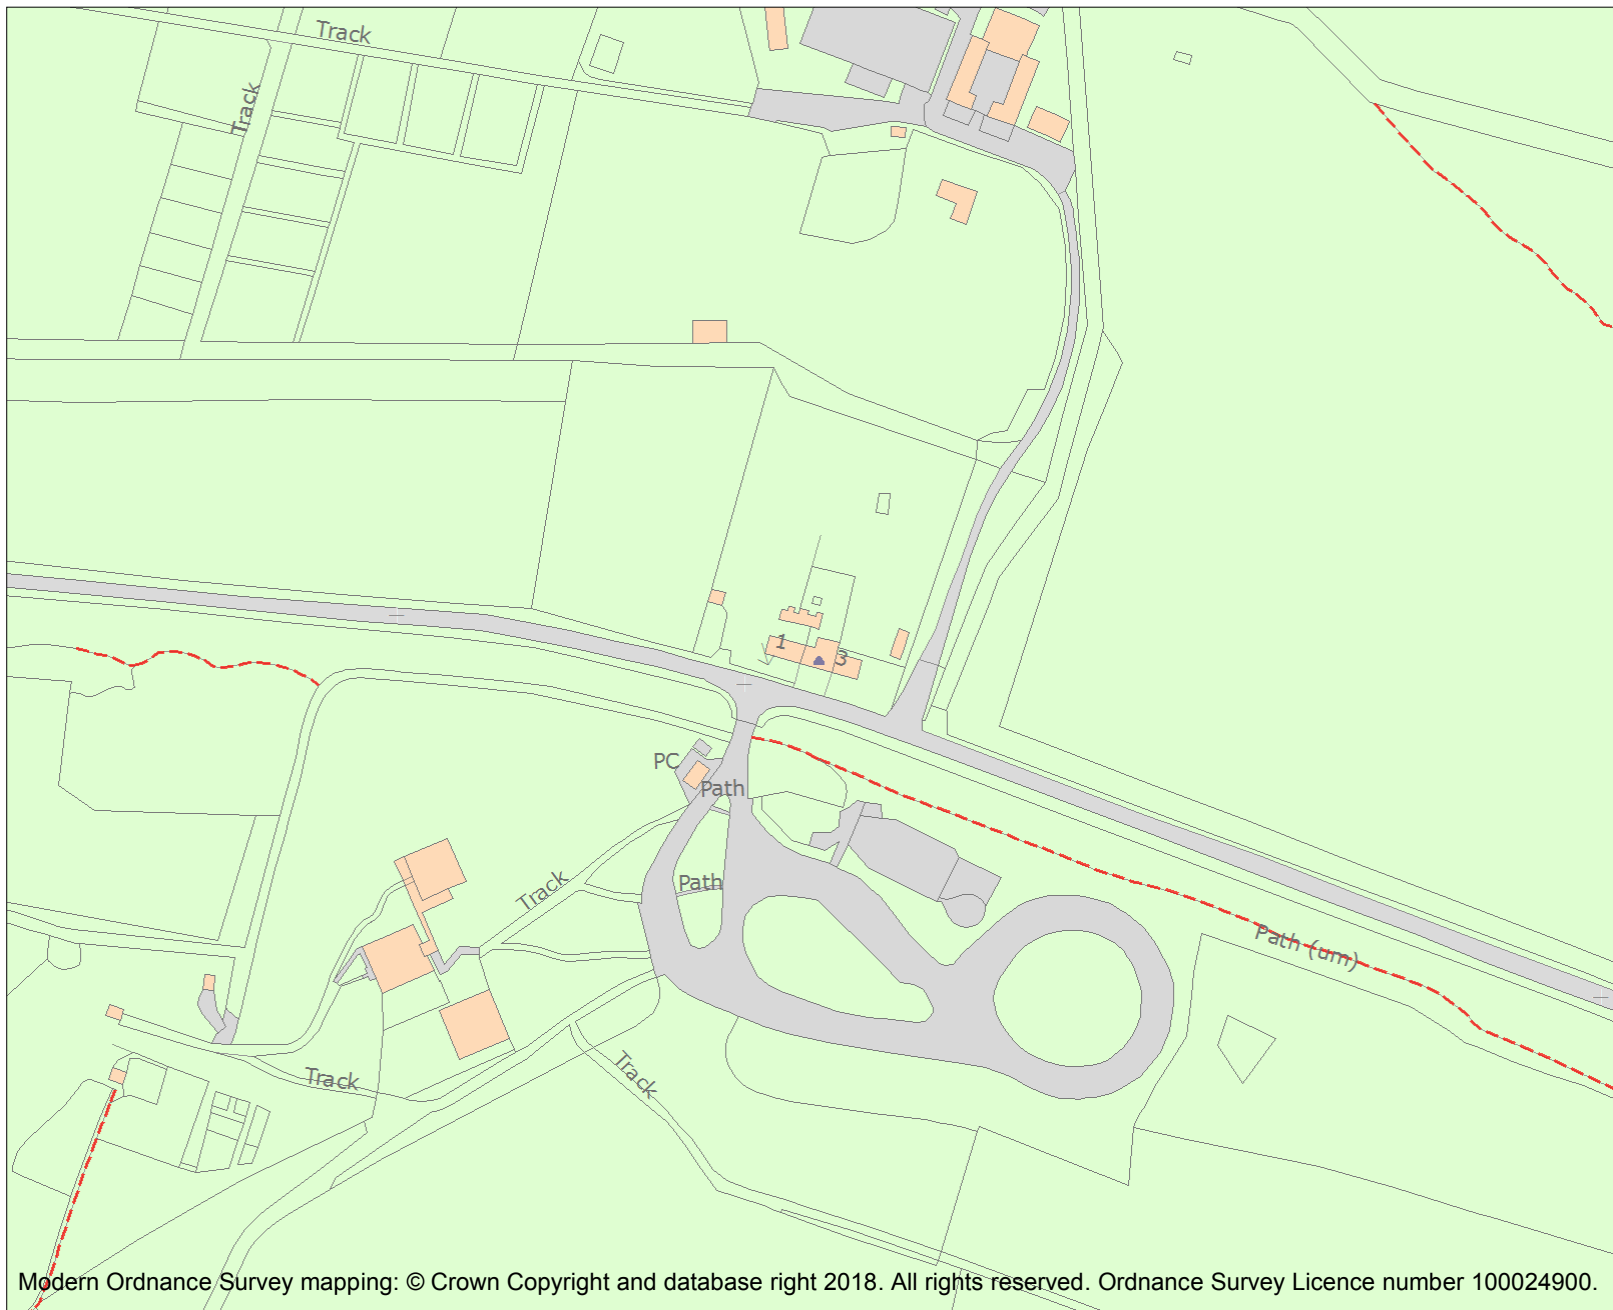 Track
Track
1
3
PC
Path
Path
Track
Path (um)
Track
Track
Modern Ordnance Survey mapping: © Crown Copyright and database right 2018. All rights reserved. Ordnance Survey Licence number 100024900.